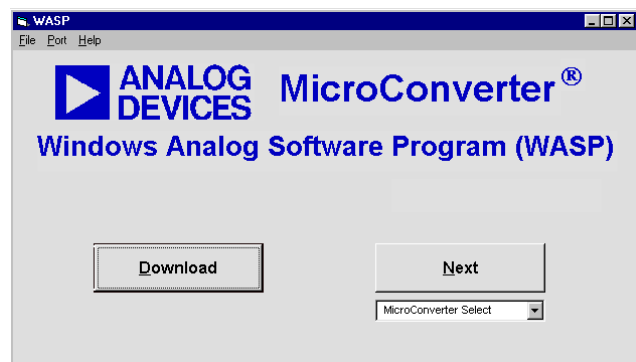 WASP
File Port Help
ANALOG
DEVICES
MicroConverter®
Windows Analog Software Program (WASP)
Download
Next
MicroConverter Select